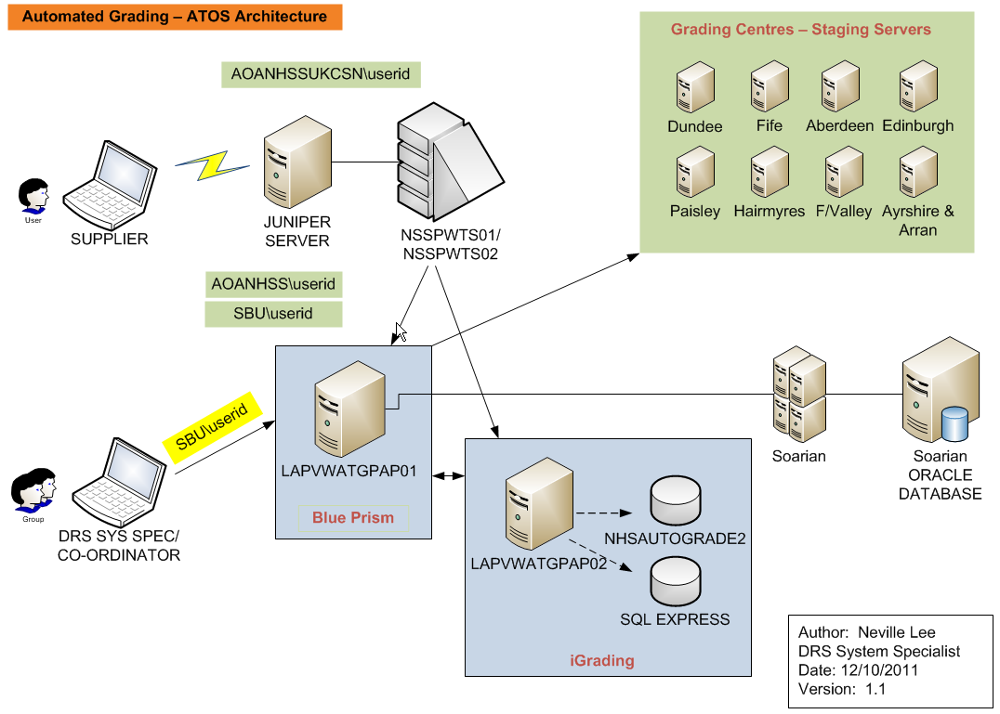 Automated Grading – ATOS Architecture
Grading Centres – Staging Servers
AOANHSSUKCSN\userid
Dundee
Fife
Aberdeen
Edinburgh
Paisley
Hairmyres
F/Valley
Ayrshire &
Arran
User
SUPPLIER
JUNIPER
SERVER
NSSPWTS01/
NSSPWTS02
AOANHSS\userid
SBU\userid
SBU\userid
LAPVWATGPAP01
Blue Prism
Group
DRS SYS SPEC/
CO-ORDINATOR
Soarian
Soarian
ORACLE
DATABASE
LAPVWATGPAP02
NHSAUTOGRADE2
SQL EXPRESS
iGrading
Author: Neville Lee
DRS System Specialist
Date: 12/10/2011
Version: 1.1